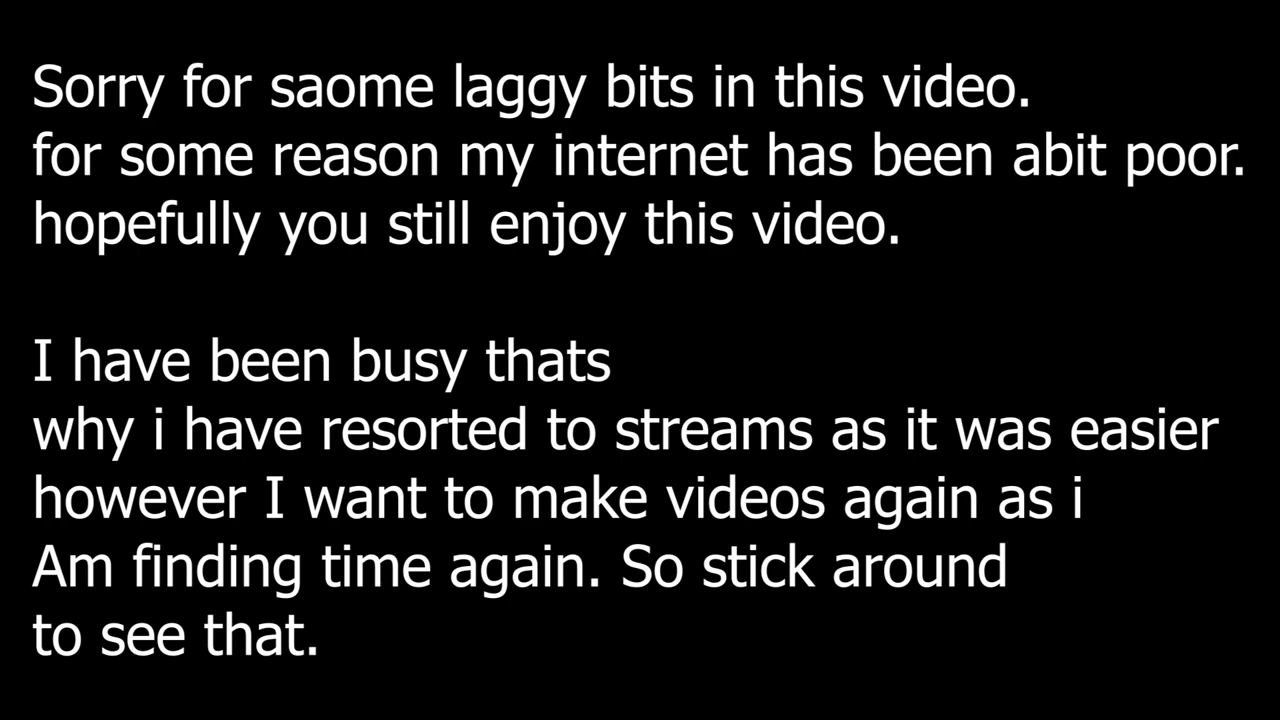 Sorry for saome laggy bits in this video.
for some reason my internet has been abit poor.
hopefully you still enjoy this video.
I have been busy thats
why i have resorted to streams as it was easier
however I want to make videos again as i
Am finding time again. So stick around
to see that.